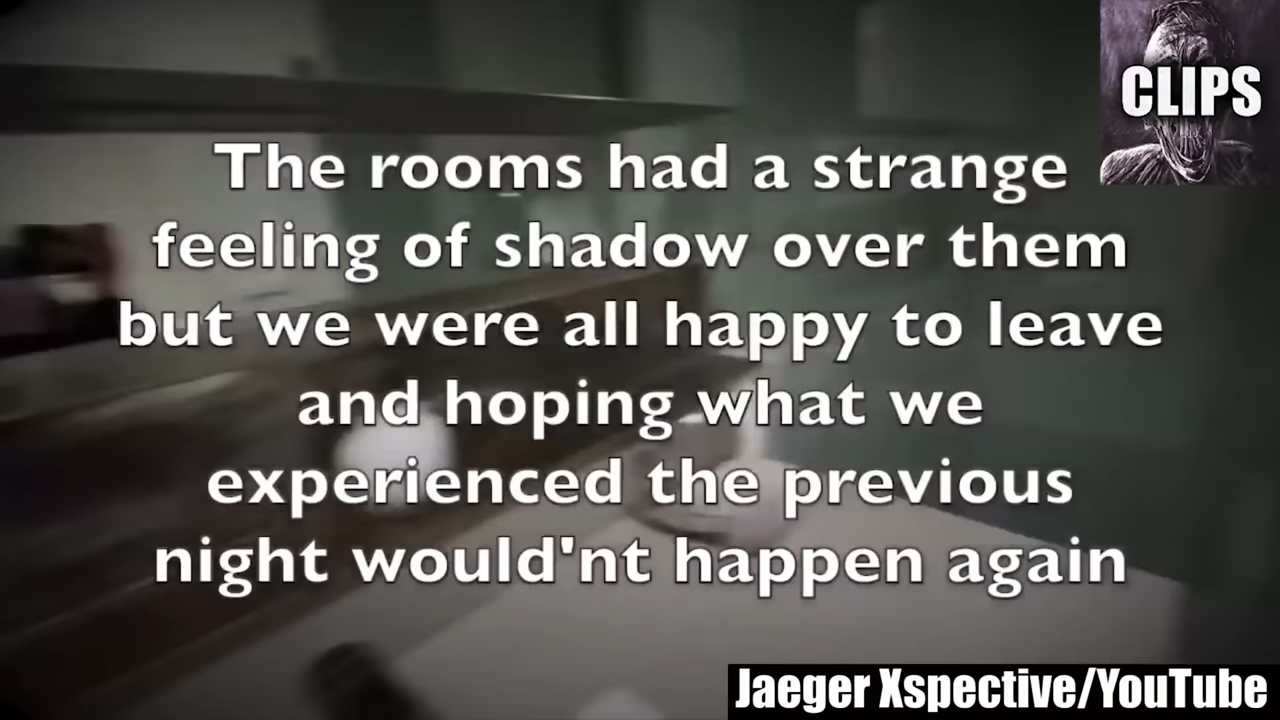 CLIPS
The rooms had a strange
feeling of shadow over them
but we were all happy to leave
and hoping what we
experienced the previous
night would'nt happen again
Jaeger Xspective/YouTube